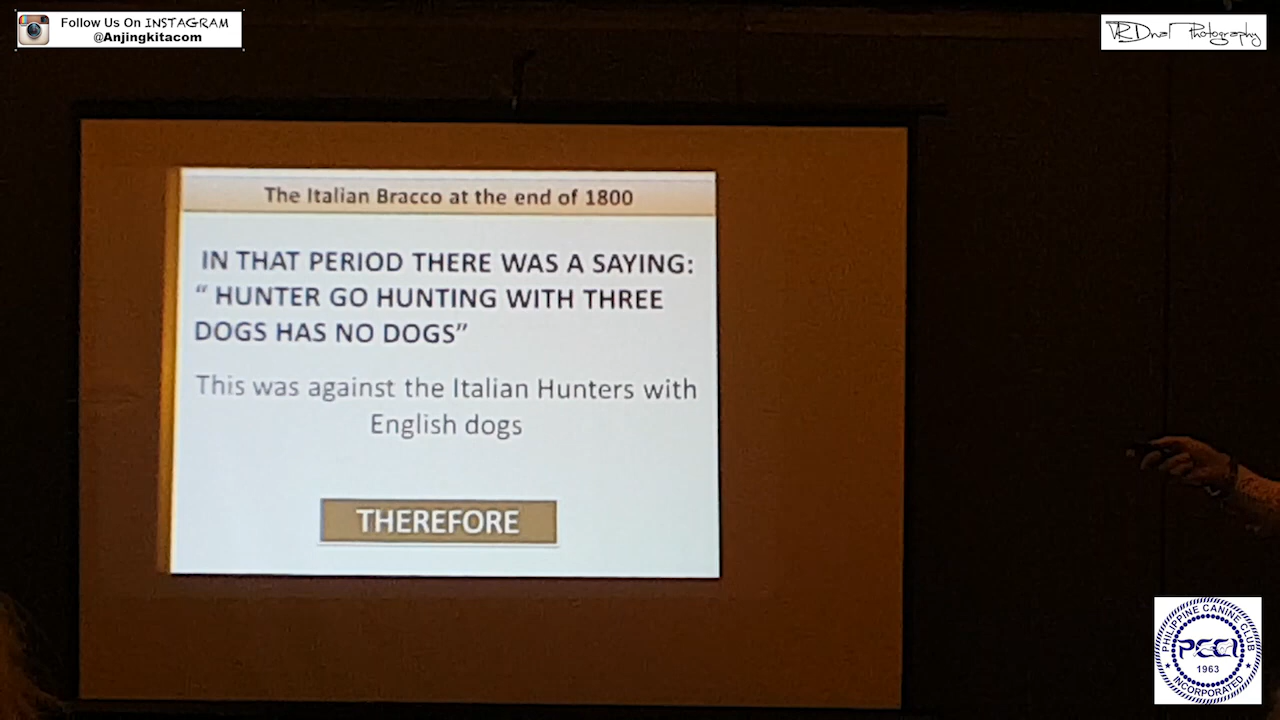 Follow Us On INSTAGRAM
@Anjingkitacom
VRDnal Photography
The Italian Bracco at the end of 1800
IN THAT PERIOD THERE WAS A SAYING:
“ HUNTER GO HUNTING WITH THREE
DOGS HAS NO DOGS”
This was against the Italian Hunters with
English dogs
THEREFORE
PHILIPPINE CANINE CLUB
PCCI
1963
INCORPORATED